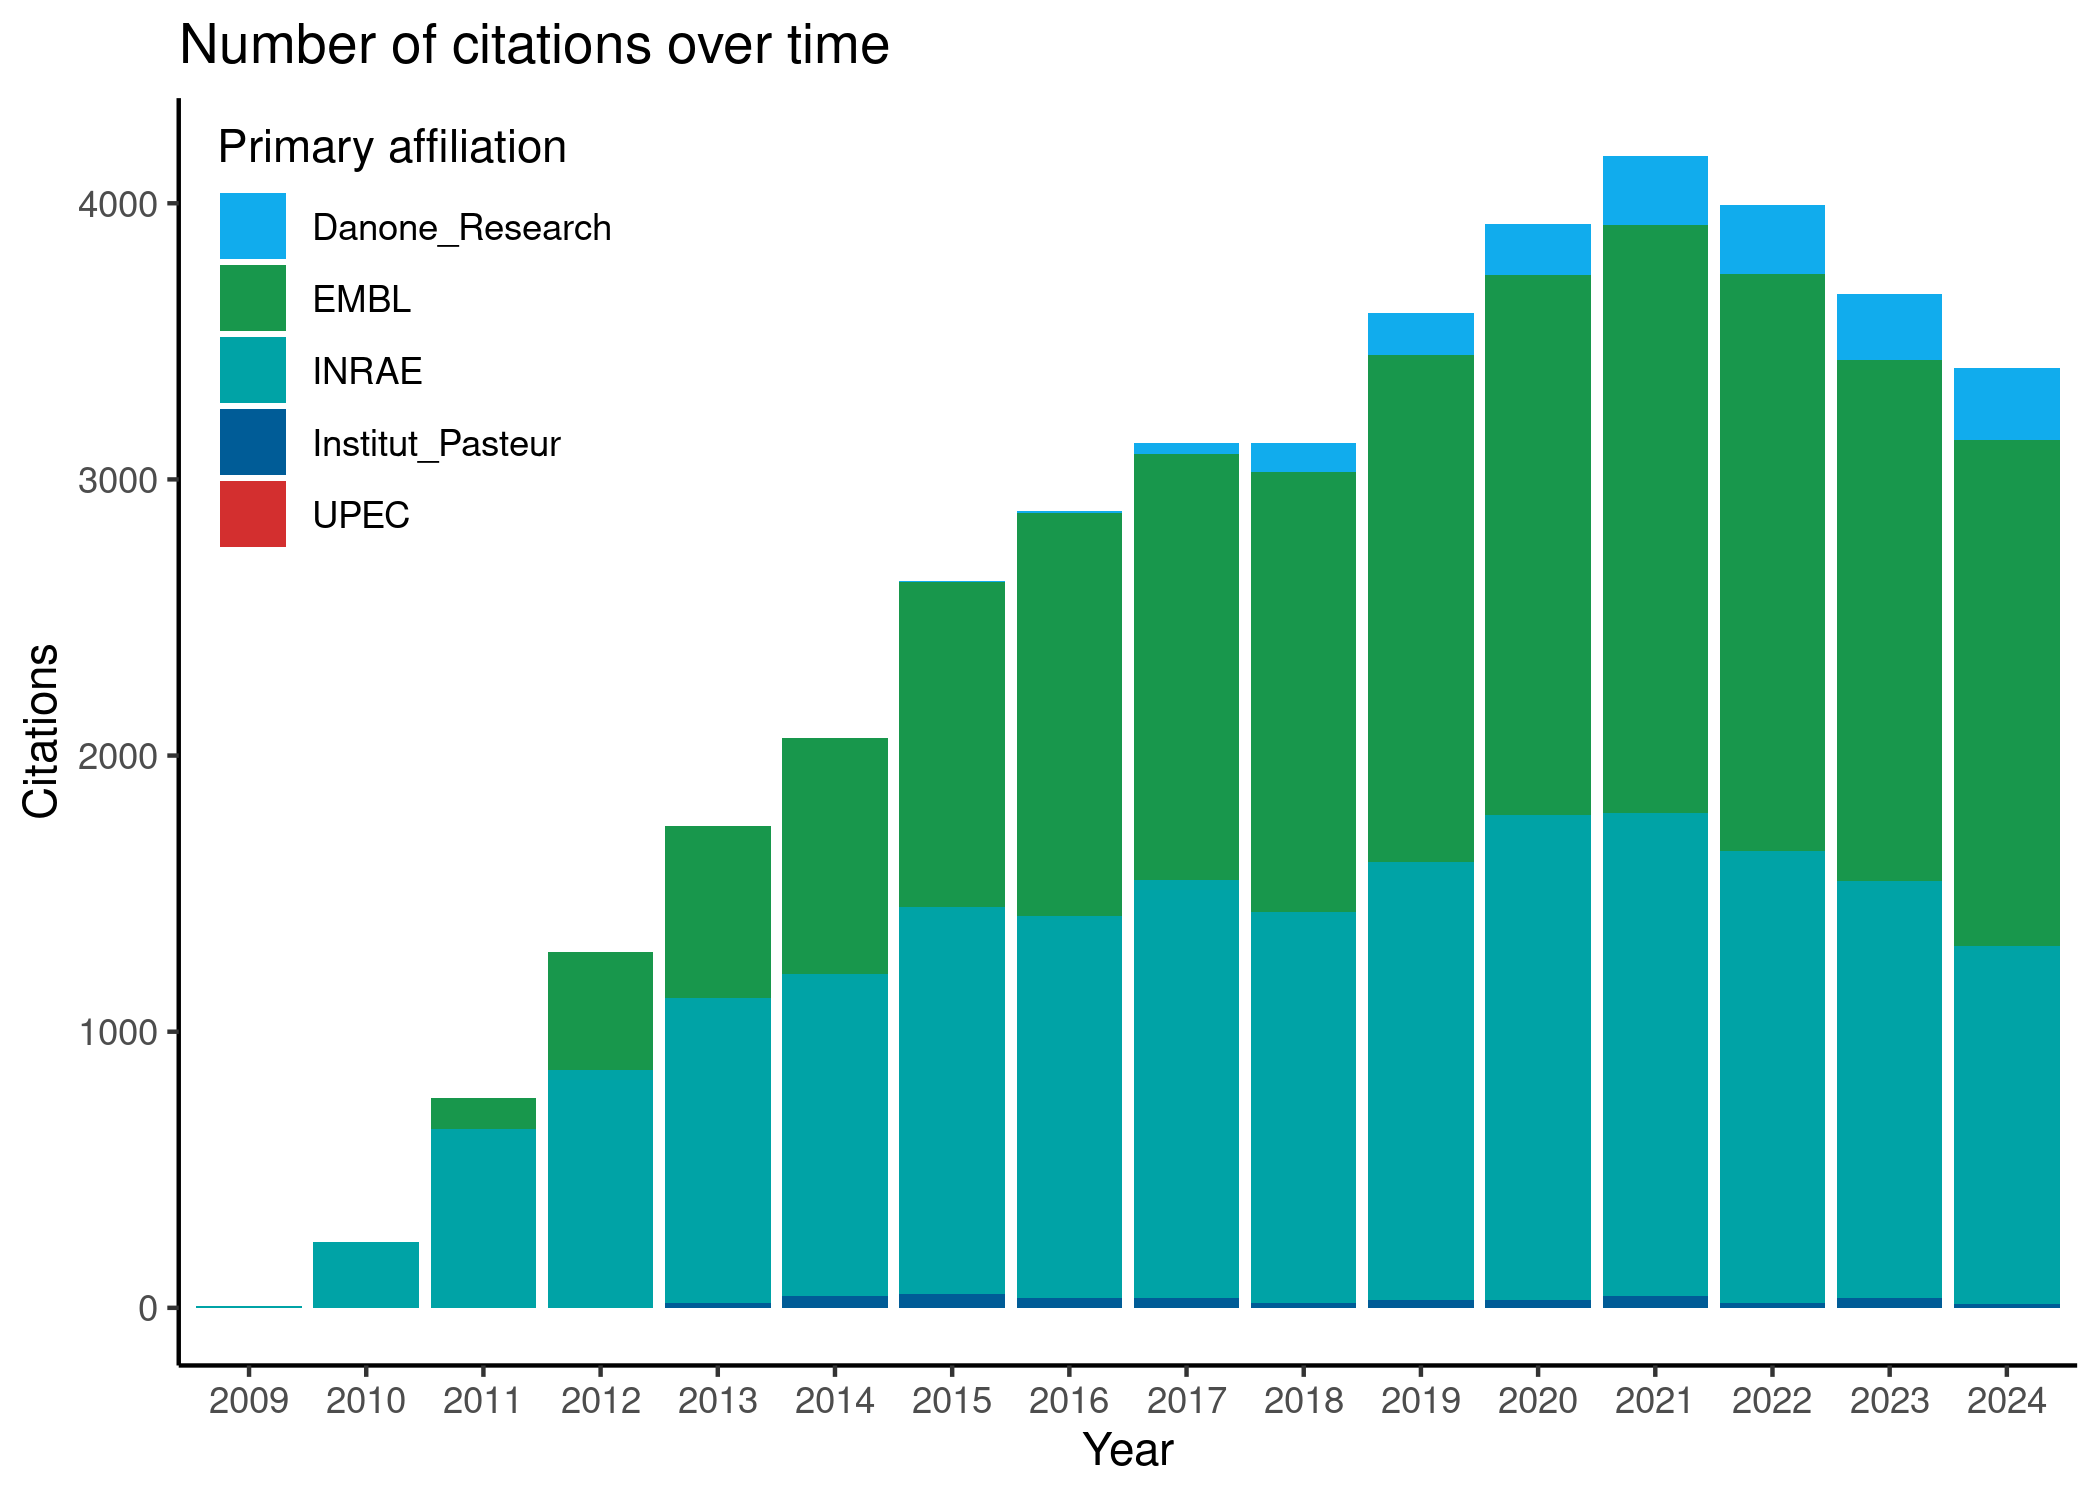 Number of citations over time
Primary affiliation
Danone_Research
EMBL
INRAE
Institut_Pasteur
UPEC
4000
3000
2000
1000
0
Citations
2009 2010 2011 2012 2013 2014 2015 2016 2017 2018 2019 2020 2021 2022 2023 2024
Year